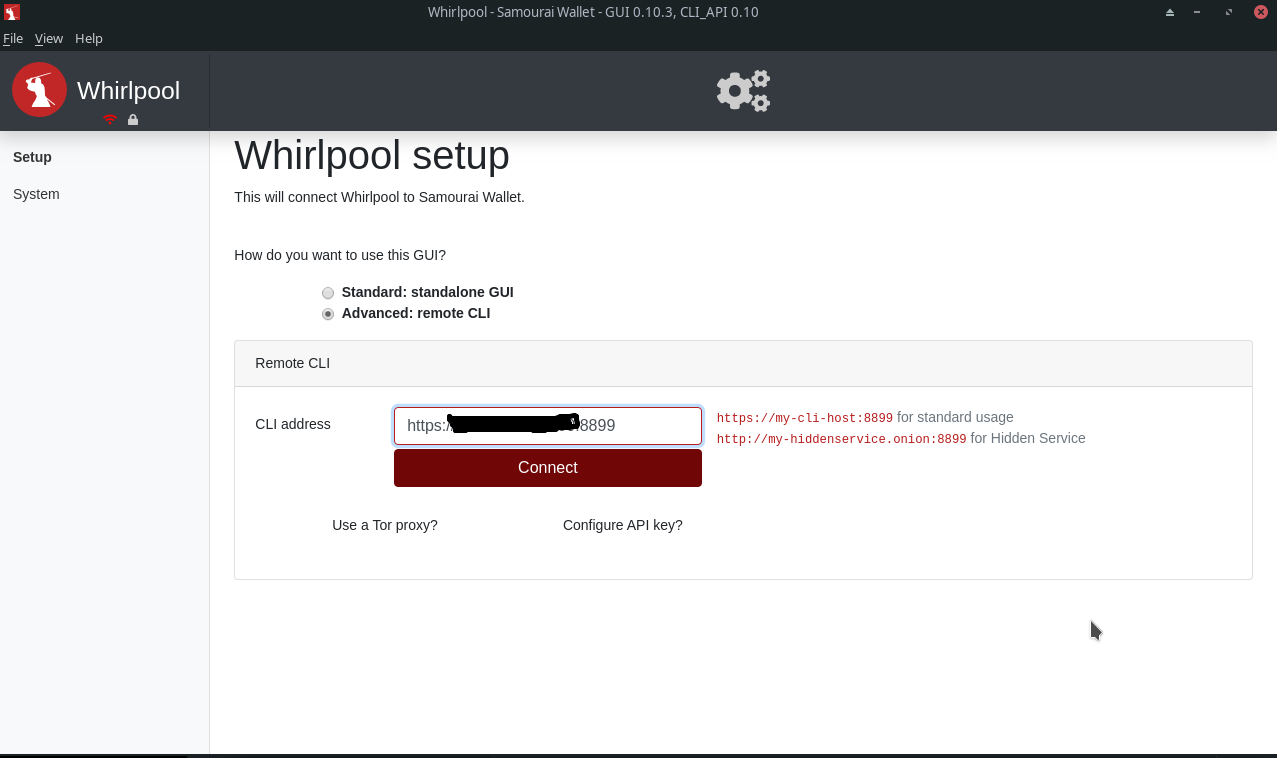 Whirlpool - Samourai Wallet - GUI 0.10.3, CLI_API 0.10
File View Help
Whirlpool
Setup
System
Whirlpool setup
This will connect Whirlpool to Samourai Wallet.
How do you want to use this GUI?
Standard: standalone GUI
Advanced: remote CLI
Remote CLI
CLI address
https:/ :8899
https://my-cli-host:8899 for standard usage
http://my-hiddenservice.onion:8899 for Hidden Service
Connect
Use a Tor proxy? Configure API key?